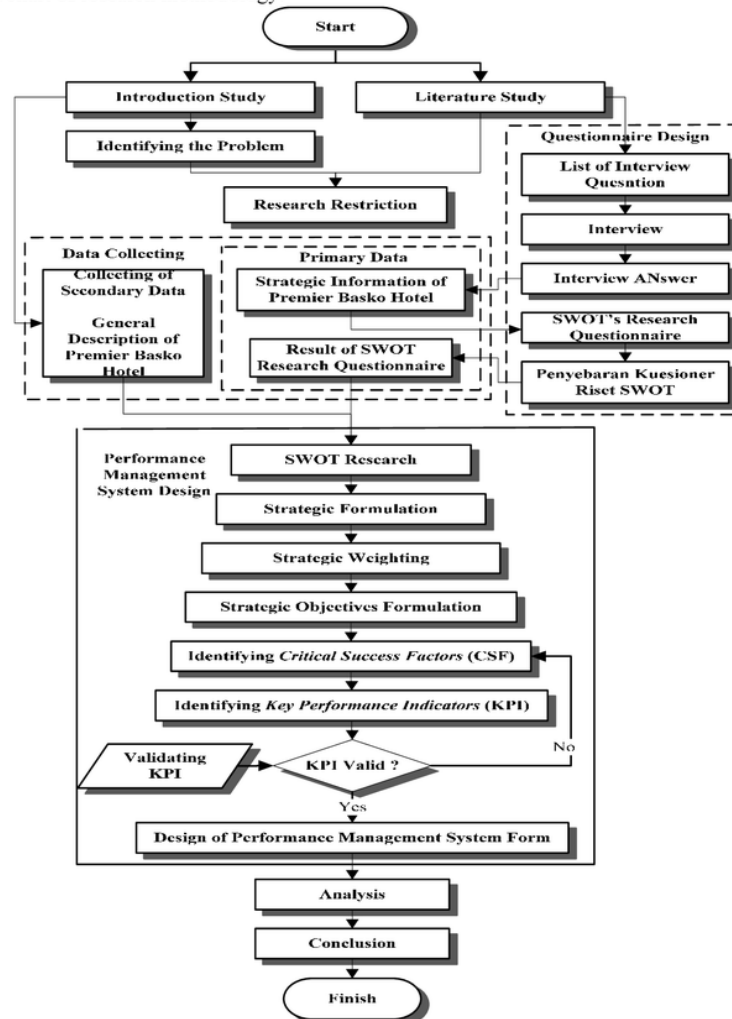 Start
Introduction Study
Literature Study
Identifying the Problem
Research Restriction
Questionnaire Design
List of Interview
Quesntion
Interview
Interview ANswer
SWOT's Research
Questionnaire
Penyebaran Kuesioner
Riset SWOT
Data Collecting
Collecting of
Secondary Data
General
Description of
Premier Basko
Hotel
Primary Data
Strategic Information of
Premier Basko Hotel
Result of SWOT
Research Questionnaire
Performance
Management
System Design
SWOT Research
Strategic Formulation
Strategic Weighting
Strategic Objectives Formulation
Identifying Critical Success Factors (CSF)
Identifying Key Performance Indicators (KPI)
Validating
KPI
KPI Valid ?
No
Yes
Design of Performance Management System Form
Analysis
Conclusion
Finish